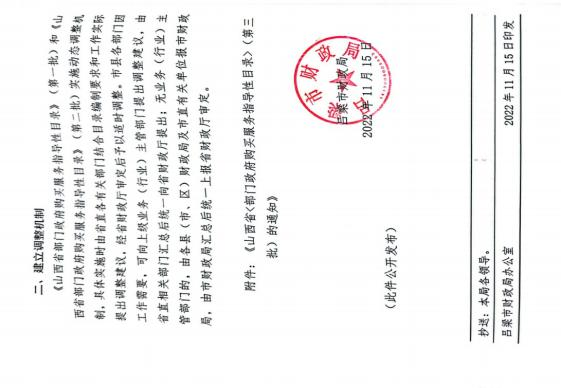 二、建立调整机制
《山西省部门政府购买服务指导性目录》（第一批）和《山
西省部门政府购买服务指导性目录》（第二批）实施动态调整机
制，具体实施时由省直各有关部门结合目录编制要求和工作实际
提出调整建议，经省财政厅审定后予以适时调整。市县各部门因
工作需要，可向上级业务（行业）主管部门提出调整建议，由
省直相关部门汇总后统一向省财政厅提出；无业务（行业）主
管部门的，由各县（市、区）财政局及市直有关单位报市财政
局，由市财政局汇总后统一上报省财政厅审定。
附件：《山西省〈部门政府购买服务指导性目录〉（第三
批）的通知》
吕梁市财政局
2022年11月15日
（此件公开发布）
抄送：本局各领导。
吕梁市财政局办公室 2022年11月15日印发